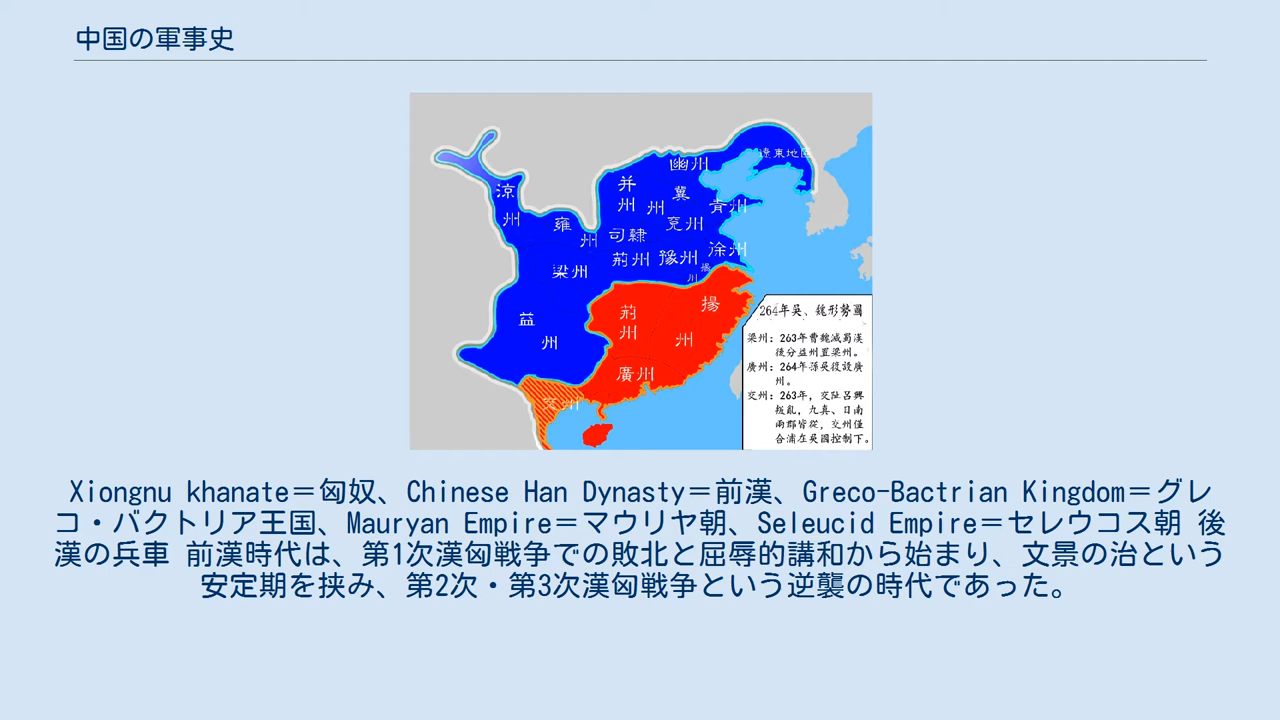 中国の軍事史
遼東地區
幽州
并州
冀州
青州
涼州
兗州
雍州
司隸
徐州
荊州
豫州
揚州
梁州
益州
荊州
揚州
廣州
交州
264年吳、魏形勢圖
梁州：263年曹魏滅蜀漢
後分益州置梁州。
廣州：264年孫吳復設廣
州。
交州：263年，交阯呂興
叛亂，九真、日南
兩郡皆從，交州僅
合浦在吳國控制下。
Xiongnu khanate＝匈奴、Chinese Han Dynasty＝前漢、Greco-Bactrian Kingdom＝グレ
コ・バクトリア王国、Mauryan Empire＝マウリヤ朝、Seleucid Empire＝セレウコス朝 後
漢の兵車 前漢時代は、第1次漢匈戦争での敗北と屈辱的講和から始まり、文景の治という
安定期を挟み、第2次・第3次漢匈戦争という逆襲の時代であった。